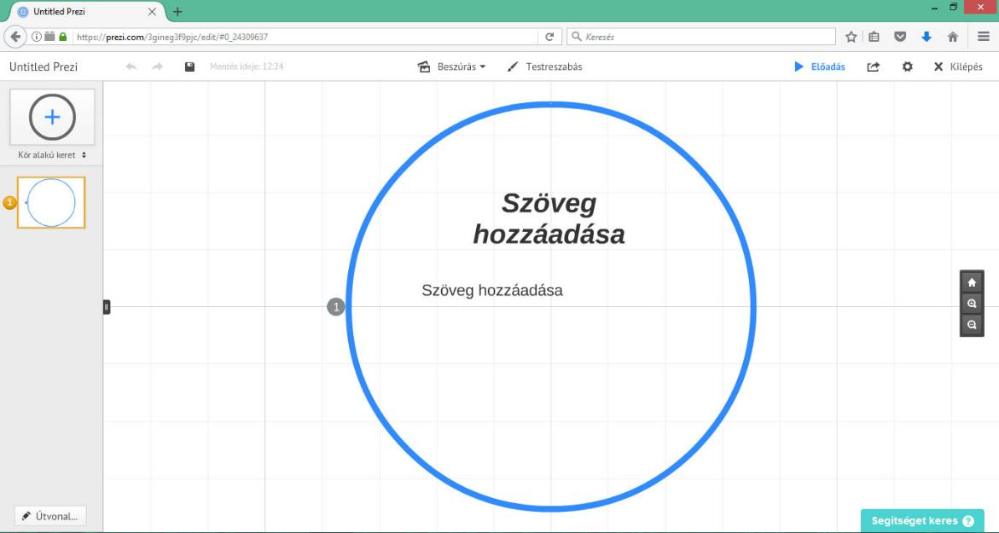 Untitled Prezi
https://prezi.com/3gineg3f9pjc/edit/#0_24309637
Keresés
Untitled Prezi
Mentés ideje: 12:24
Beszúrás
Testreszabás
Előadás
Kilépés
Kör alakú keret
1
Szöveg
hozzáadása
Szöveg hozzáadása
1
Útvonal...
Segítséget keres ?